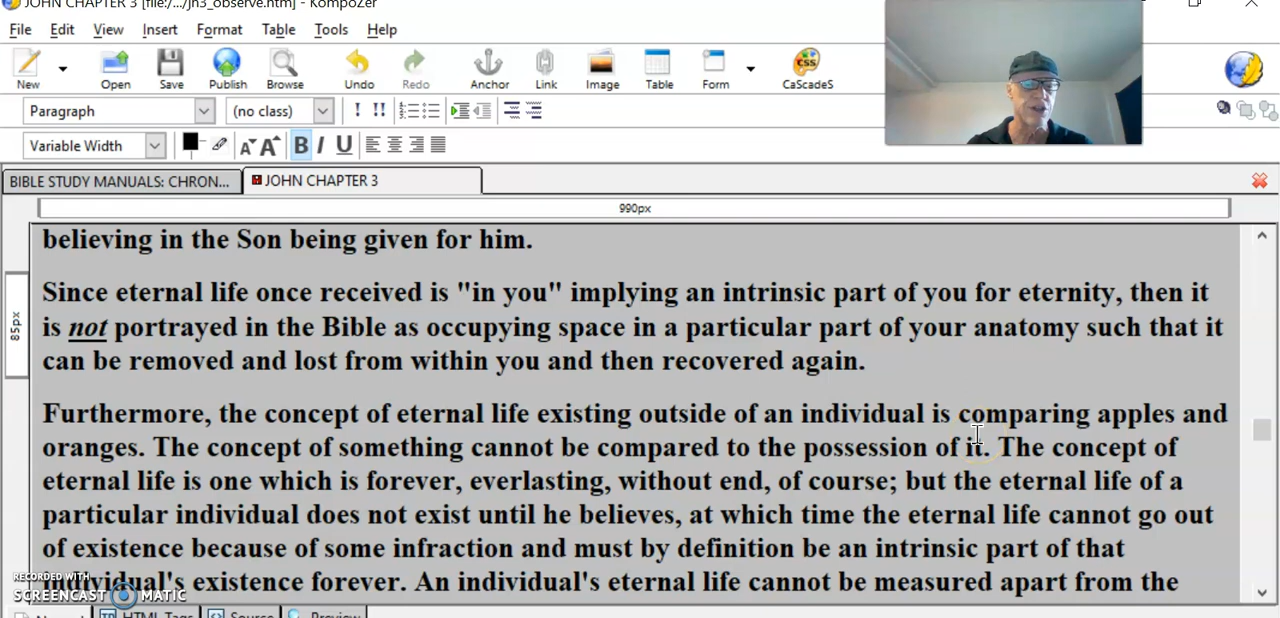 JOHN CHAPTER 3 [file:/.../jn3_observe.htm] - KompoZer
File Edit View Insert Format Table Tools Help
New Open Save Publish Browse Undo Redo Anchor Link Image Table Form CaScadeS
CSS
Paragraph (no class) ! !!
Variable Width A A B I U
BIBLE STUDY MANUALS: CHRON... JOHN CHAPTER 3
990px
85px
believing in the Son being given for him.
Since eternal life once received is "in you" implying an intrinsic part of you for eternity, then it
is not portrayed in the Bible as occupying space in a particular part of your anatomy such that it
can be removed and lost from within you and then recovered again.
Furthermore, the concept of eternal life existing outside of an individual is comparing apples and
oranges. The concept of something cannot be compared to the possession of it. The concept of
eternal life is one which is forever, everlasting, without end, of course; but the eternal life of a
particular individual does not exist until he believes, at which time the eternal life cannot go out
of existence because of some infraction and must by definition be an intrinsic part of that
individual's existence forever. An individual's eternal life cannot be measured apart from the
RECORDED WITH
SCREENCAST MATIC
HTML Tags Source Preview